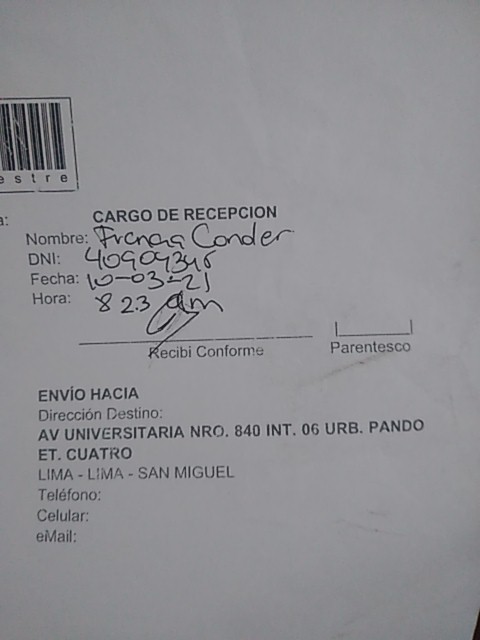 estre
a:
CARGO DE RECEPCION
Nombre: Conder
DNI:
Fecha: 10-03-21
Hora: 8 23 am
Recibi Conforme
Parentesco
ENVÍO HACIA
Dirección Destino:
AV UNIVERSITARIA NRO. 840 INT. 06 URB. PANDO
ET. CUATRO
LIMA - LIMA - SAN MIGUEL
Teléfono:
Celular:
eMail: